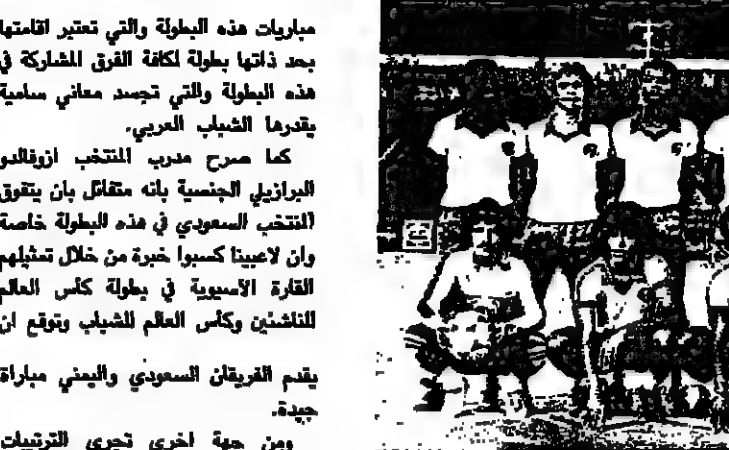 مباريات هذه البطولة والتي تعتبر اقامتها
بحد ذاتها بطولة لكافة الفرق المشاركة في
هذه البطولة والتي تجسد معاني سامية
يقدرها الشباب العربي.
كما صرح مدرب المنتخب ازوفالدو
البرازيلي الجنسية بانه متفائل بان يتفوق
المنتخب السعودي في هذه البطولة خاصة
وان لاعبينا كسبوا خبرة من خلال تمثيلهم
القارة الآسيوية في بطولة كأس العالم
للناشئين وكأس العالم للشباب وتوقع ان
يقدم الفريقان السعودي واليمني مباراة
جيدة.
ومن جهة اخرى تجري الترتيبات